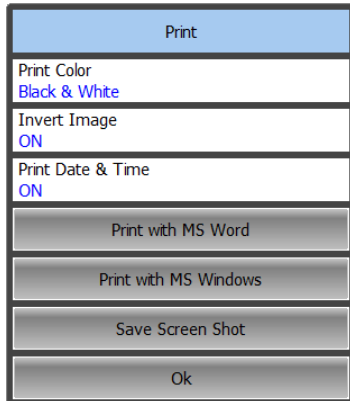 Print
Print Color
Black & White
Invert Image
ON
Print Date & Time
ON
Print with MS Word
Print with MS Windows
Save Screen Shot
Ok